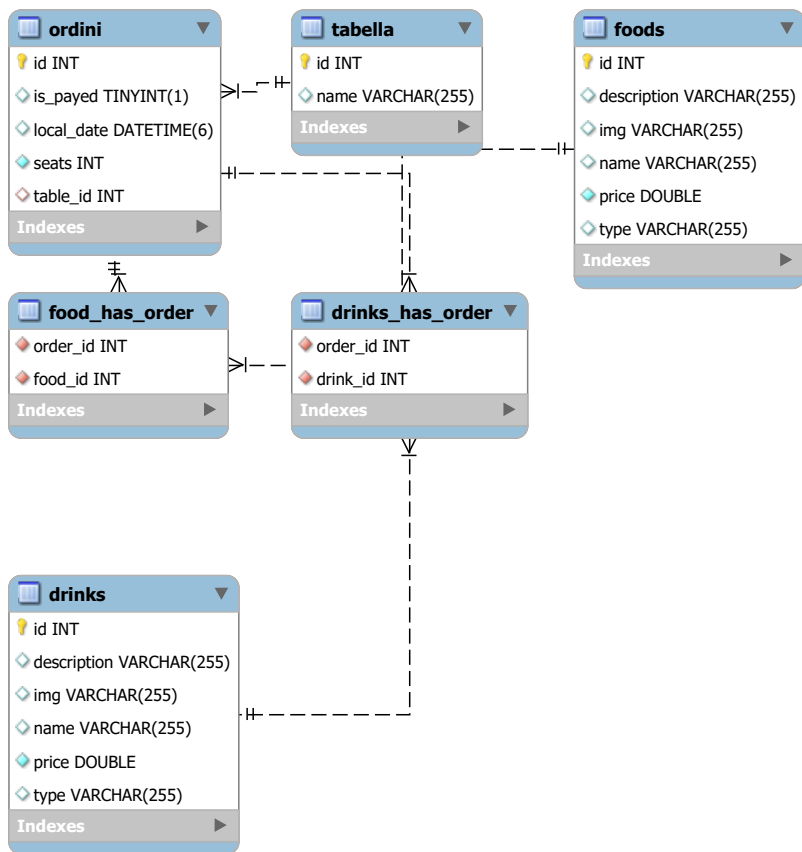 ordini
id INT
is_payed TINYINT(1)
local_date DATETIME(6)
seats INT
table_id INT
Indexes
tabella
id INT
name VARCHAR(255)
Indexes
foods
id INT
description VARCHAR(255)
img VARCHAR(255)
name VARCHAR(255)
price DOUBLE
type VARCHAR(255)
Indexes
food_has_order
order_id INT
food_id INT
Indexes
drinks_has_order
order_id INT
drink_id INT
Indexes
drinks
id INT
description VARCHAR(255)
img VARCHAR(255)
name VARCHAR(255)
price DOUBLE
type VARCHAR(255)
Indexes